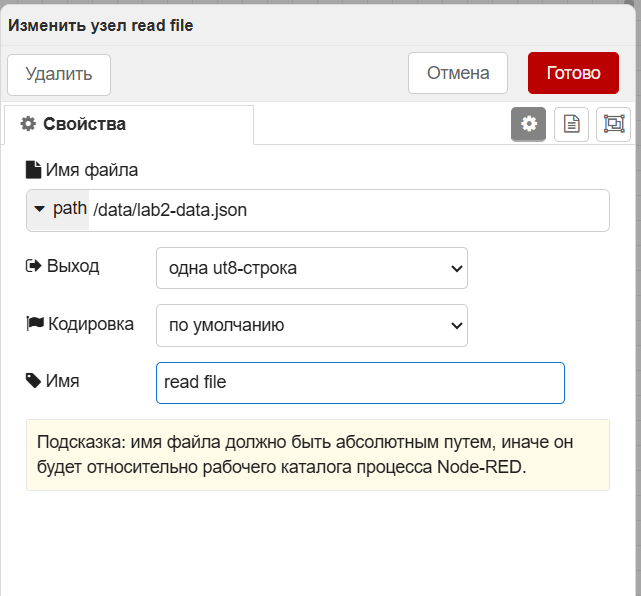 Изменить узел read file
Удалить
Отмена
Готово
Свойства
Имя файла
path /data/lab2-data.json
Выход
одна ut8-строка
Кодировка
по умолчанию
Имя
read file
Подсказка: имя файла должно быть абсолютным путем, иначе он
будет относительно рабочего каталога процесса Node-RED.